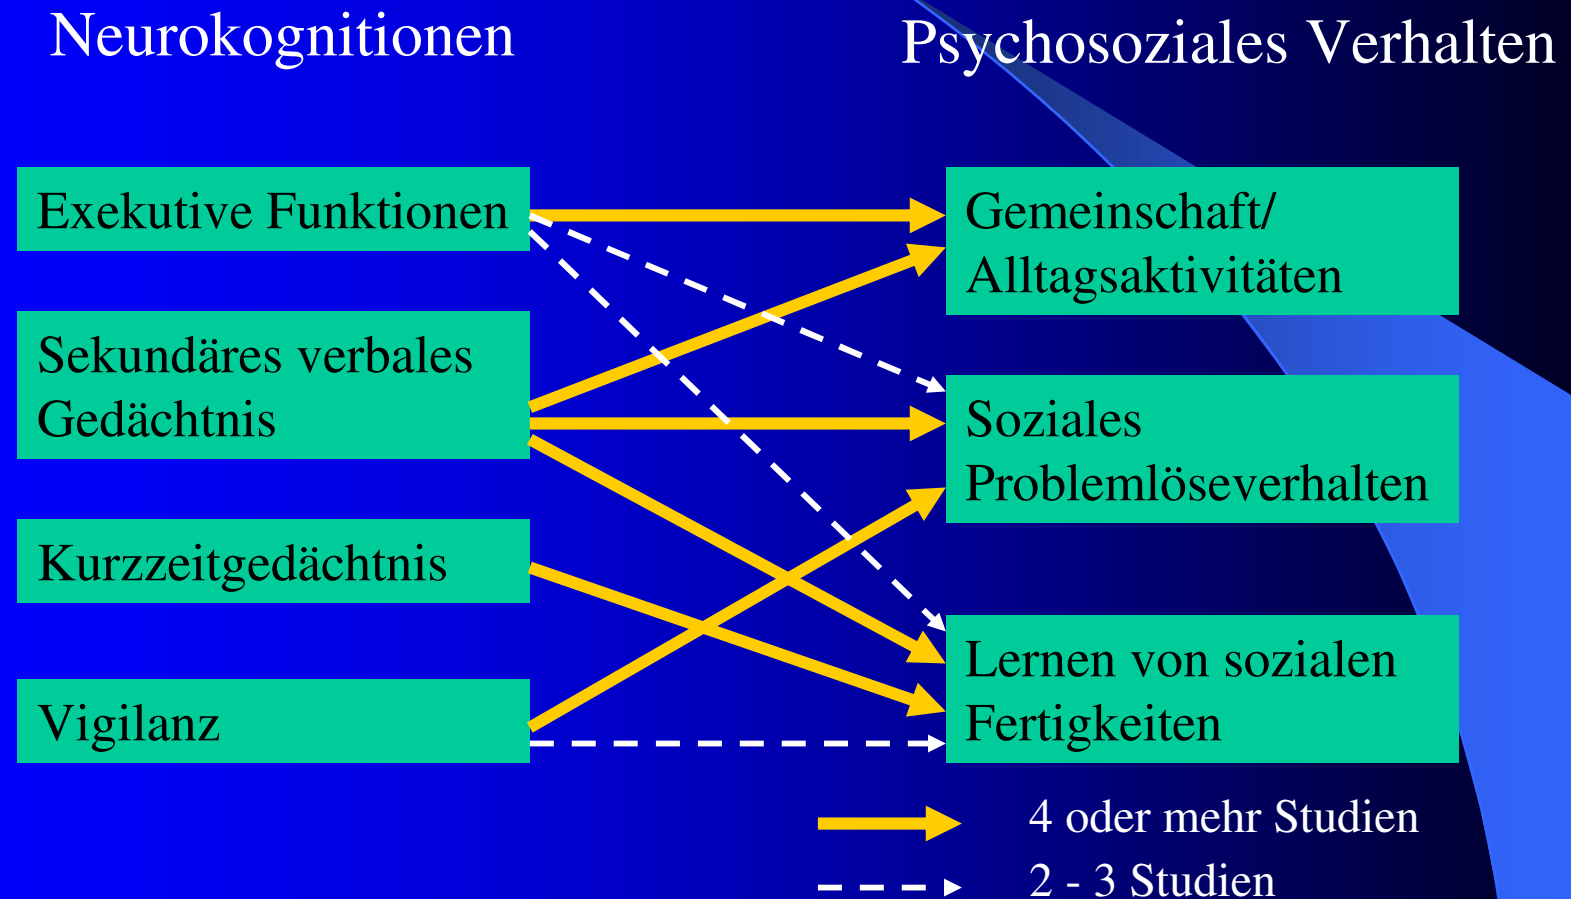 Neurokognitionen
Psychosoziales Verhalten
Exekutive Funktionen
Sekundäres verbales
Gedächtnis
Kurzzeitgedächtnis
Vigilanz
Gemeinschaft/
Alltagsaktivitäten
Soziales
Problemlöseverhalten
Lernen von sozialen
Fertigkeiten
4 oder mehr Studien
2 - 3 Studien